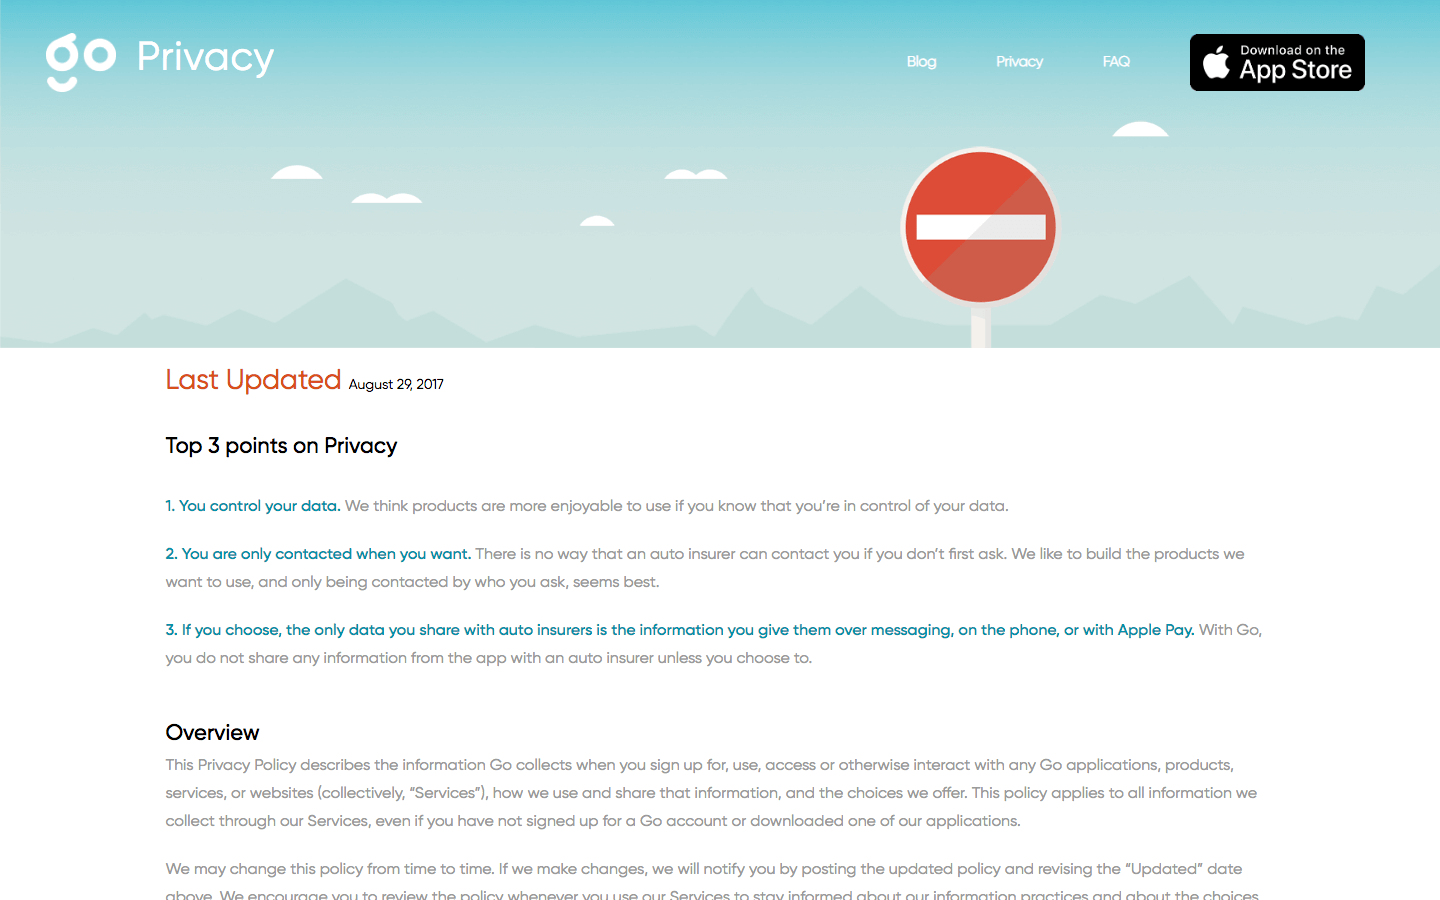 go Privacy
Blog Privacy FAQ
Download on the
App Store
Last Updated August 29, 2017
Top 3 points on Privacy
1. You control your data. We think products are more enjoyable to use if you know that you’re in control of your data.
2. You are only contacted when you want. There is no way that an auto insurer can contact you if you don’t first ask. We like to build the products we
want to use, and only being contacted by who you ask, seems best.
3. If you choose, the only data you share with auto insurers is the information you give them over messaging, on the phone, or with Apple Pay. With Go,
you do not share any information from the app with an auto insurer unless you choose to.
Overview
This Privacy Policy describes the information Go collects when you sign up for, use, access or otherwise interact with any Go applications, products,
services, or websites (collectively, “Services”), how we use and share that information, and the choices we offer. This policy applies to all information we
collect through our Services, even if you have not signed up for a Go account or downloaded one of our applications.
We may change this policy from time to time. If we make changes, we will notify you by posting the updated policy and revising the “Updated” date
above. We encourage you to review the policy whenever you use our Services to stay informed about our information practices and about the choices